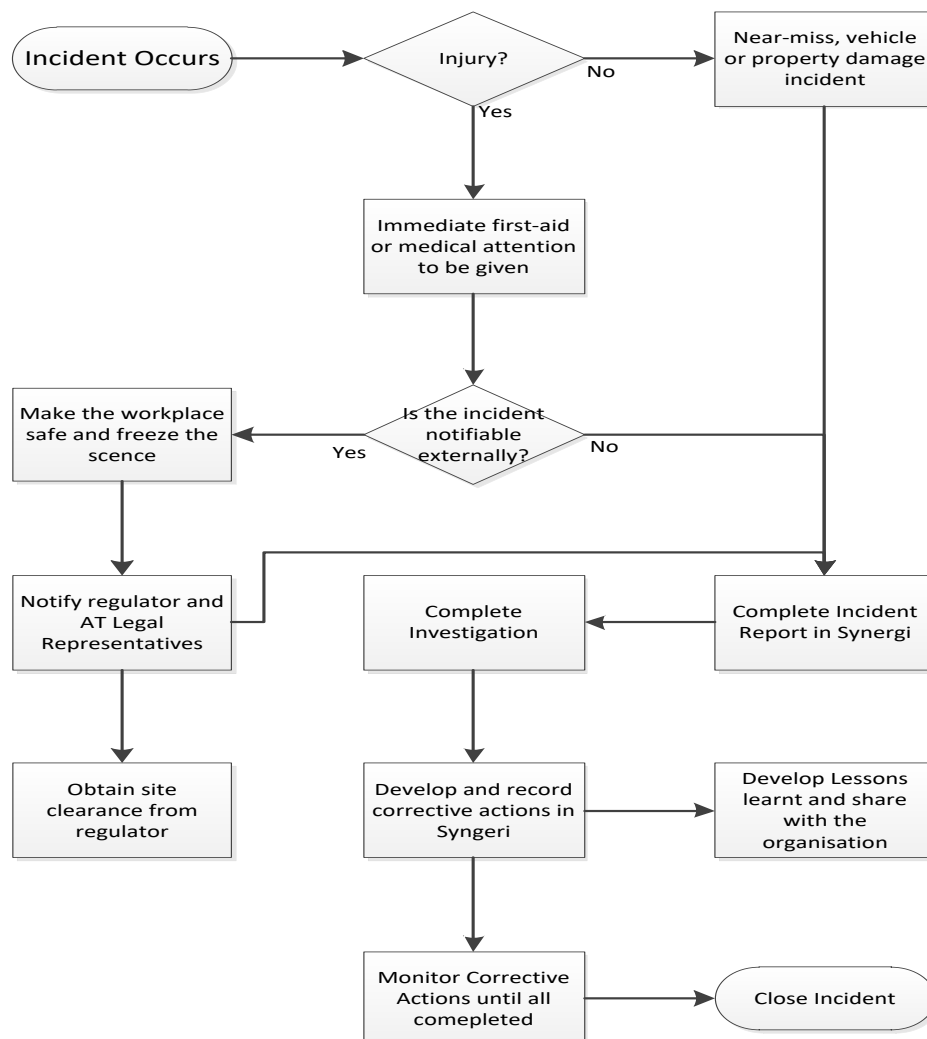 Incident Occurs
Injury?
No
Near-miss, vehicle
or property damage
incident
Yes
Immediate first-aid
or medical attention
to be given
Make the workplace
safe and freeze the
scence
Yes
Is the incident
notifiable
externally?
No
Notify regulator and
AT Legal
Representatives
Complete
Investigation
Complete Incident
Report in Synergi
Obtain site
clearance from
regulator
Develop and record
corrective actions in
Syngeri
Develop Lessons
learnt and share
with the
organisation
Monitor Corrective
Actions until all
comepleted
Close Incident